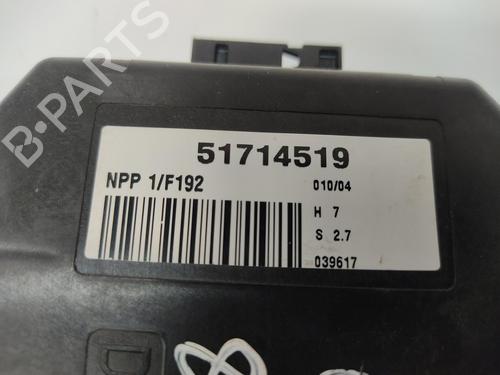 B-PARTS
51714519
NPP 1/F192
010/04
H 7
S 2.7
039617
D